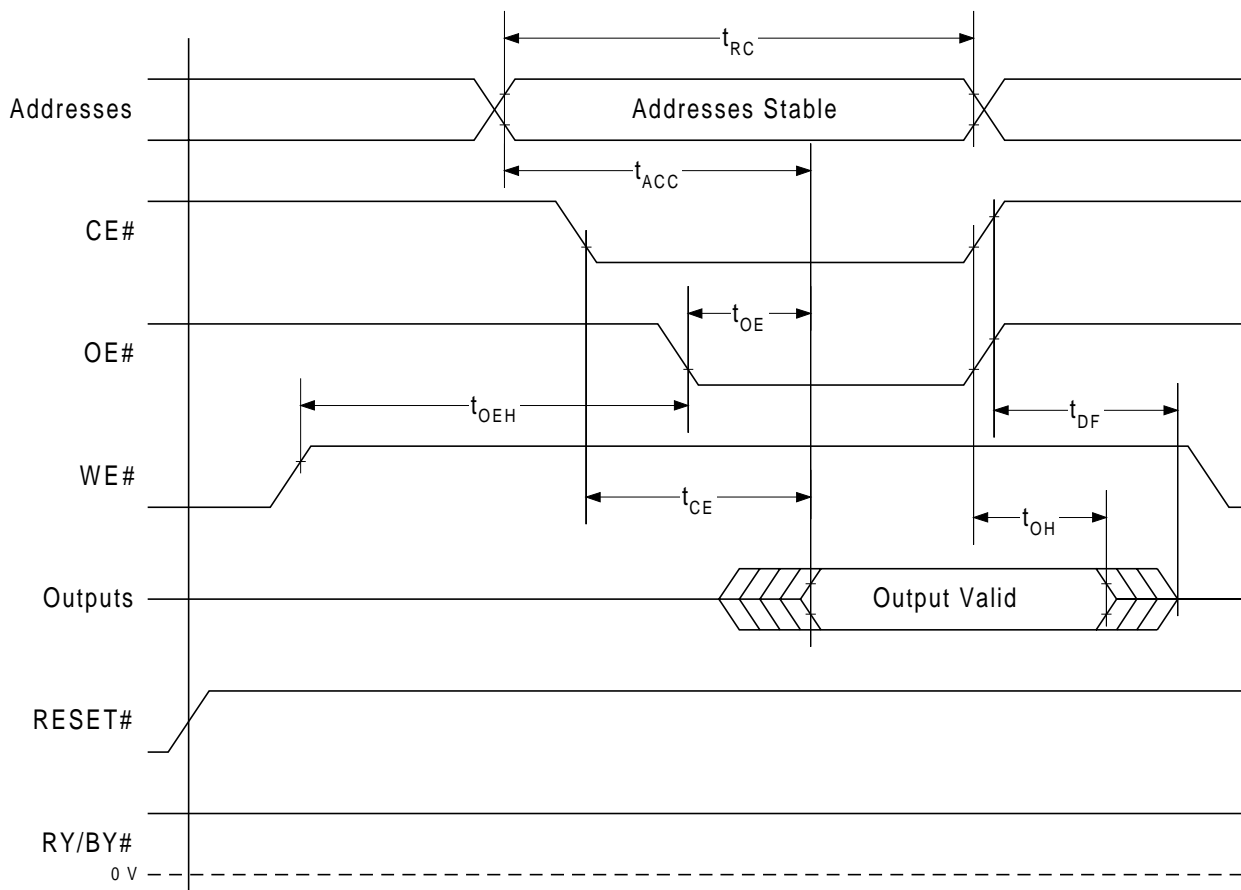 tRC
Addresses
Addresses Stable
tACC
CE#
tOE
OE#
tOEH
tDF
WE#
tCE
tOH
Outputs
Output Valid
RESET#
RY/BY#
0 V